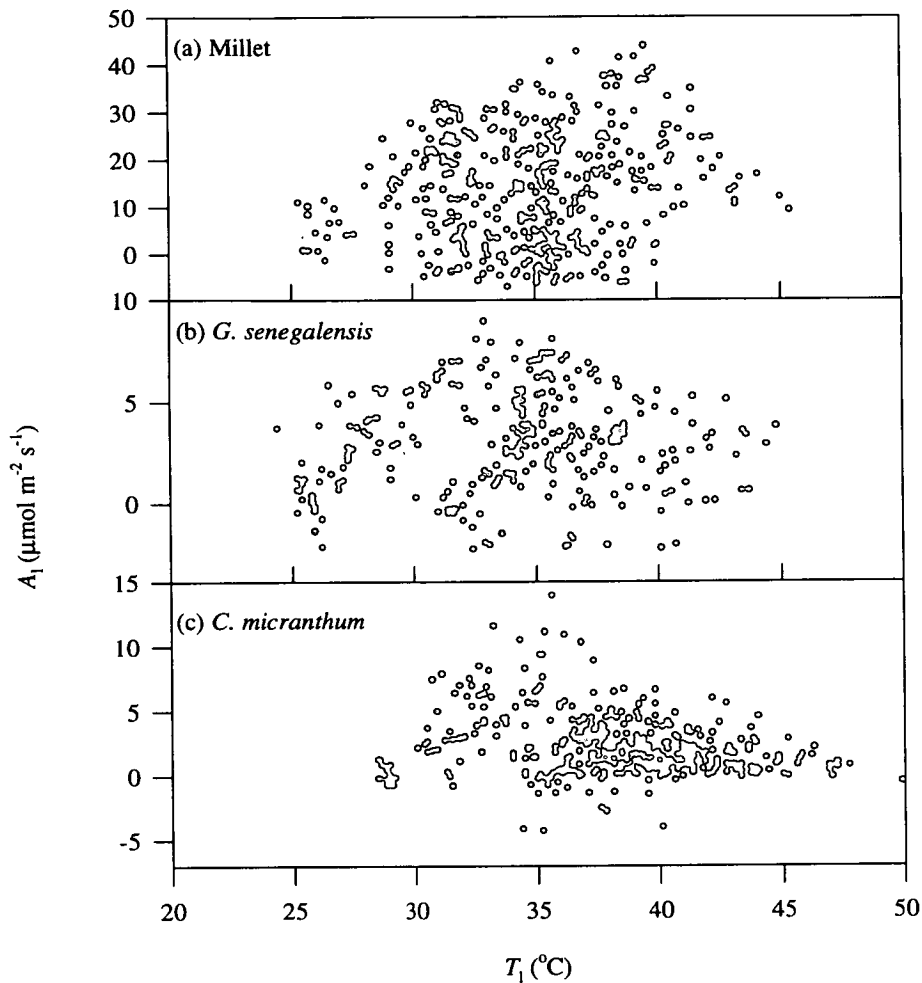 50
(a) Millet
40
30
20
10
0
10
(b) G. senegalensis
5
0
15
(c) C. micranthum
10
5
0
-5
20 25 30 35 40 45 50
A₁ (µmol m⁻² s⁻¹)
T₁ (°C)